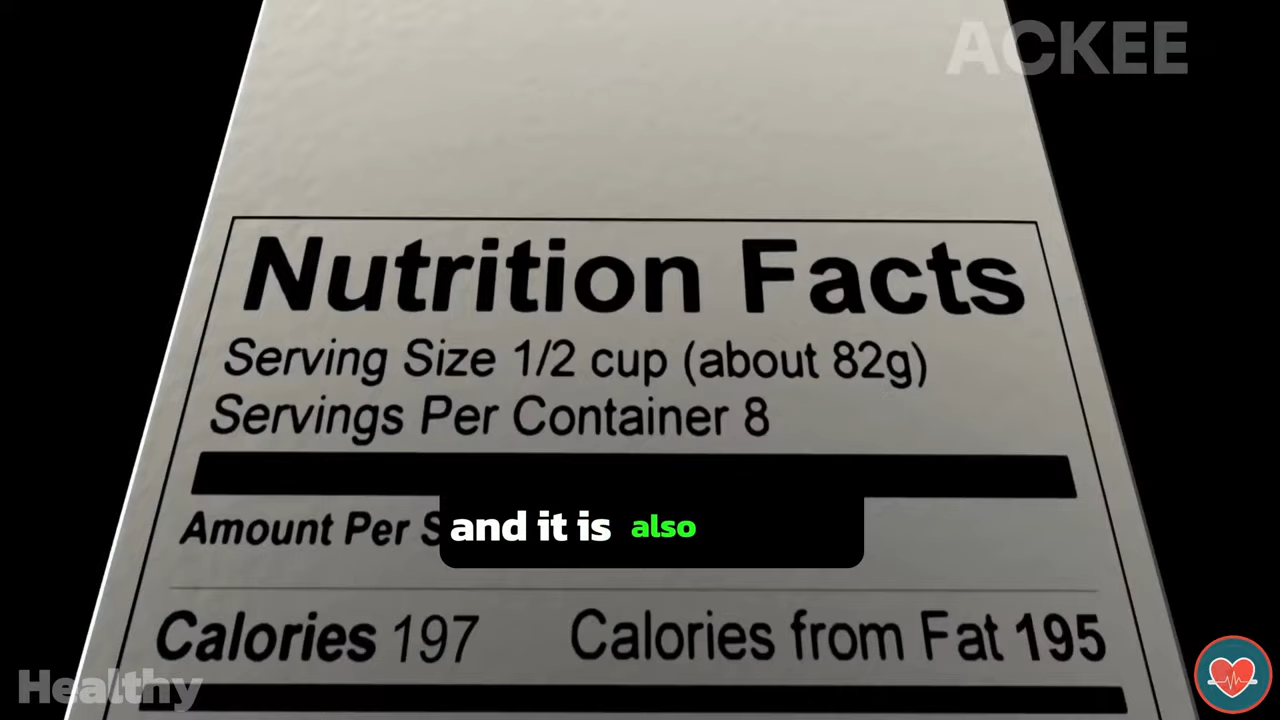 ACKEE
Nutrition Facts
Serving Size 1/2 cup (about 82g)
Servings Per Container 8
Amount Per S
and it is also
Calories 197 Calories from Fat 195
Healthy